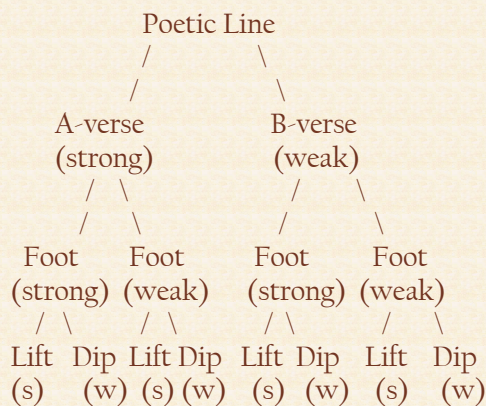 Poetic Line
/ \
/ \
A-verse B-verse
(strong) (weak)
/ \ / \
/ \ / \
Foot Foot Foot Foot
(strong) (weak) (strong) (weak)
/ \ / \ / \ / \
Lift Dip Lift Dip Lift Dip Lift Dip
(s) (w) (s) (w) (s) (w) (s) (w)